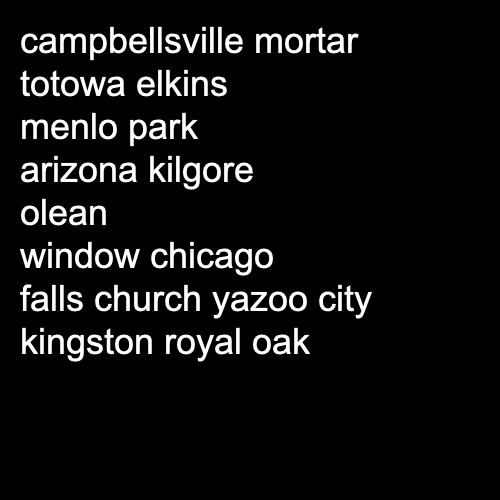 campbellsville mortar
totowa elkins
menlo park
arizona kilgore
olean
window chicago
falls church yazoo city
kingston royal oak